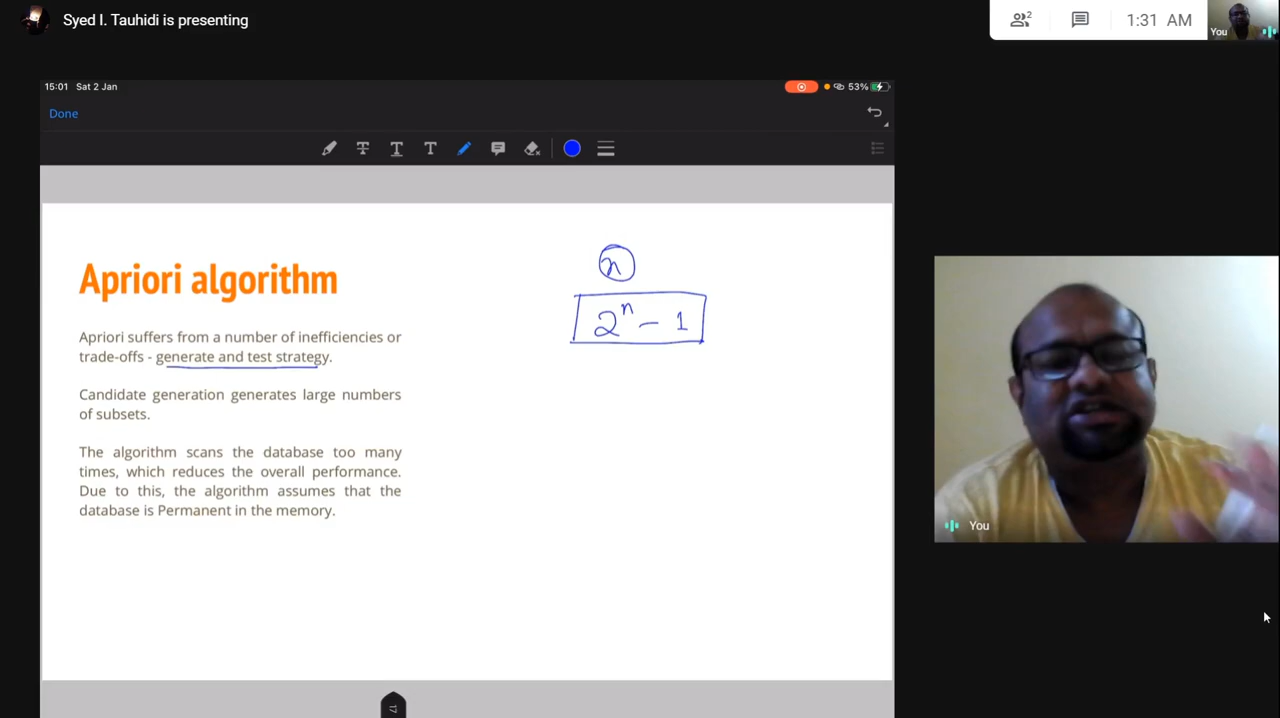 Syed I. Tauhidi is presenting
2
1:31 AM
You
15:01 Sat 2 Jan
53%
Done
T T T
Apriori algorithm
Apriori suffers from a number of inefficiencies or
trade-offs - generate and test strategy.
Candidate generation generates large numbers
of subsets.
The algorithm scans the database too many
times, which reduces the overall performance.
Due to this, the algorithm assumes that the
database is Permanent in the memory.
n
2ⁿ - 1
You
17